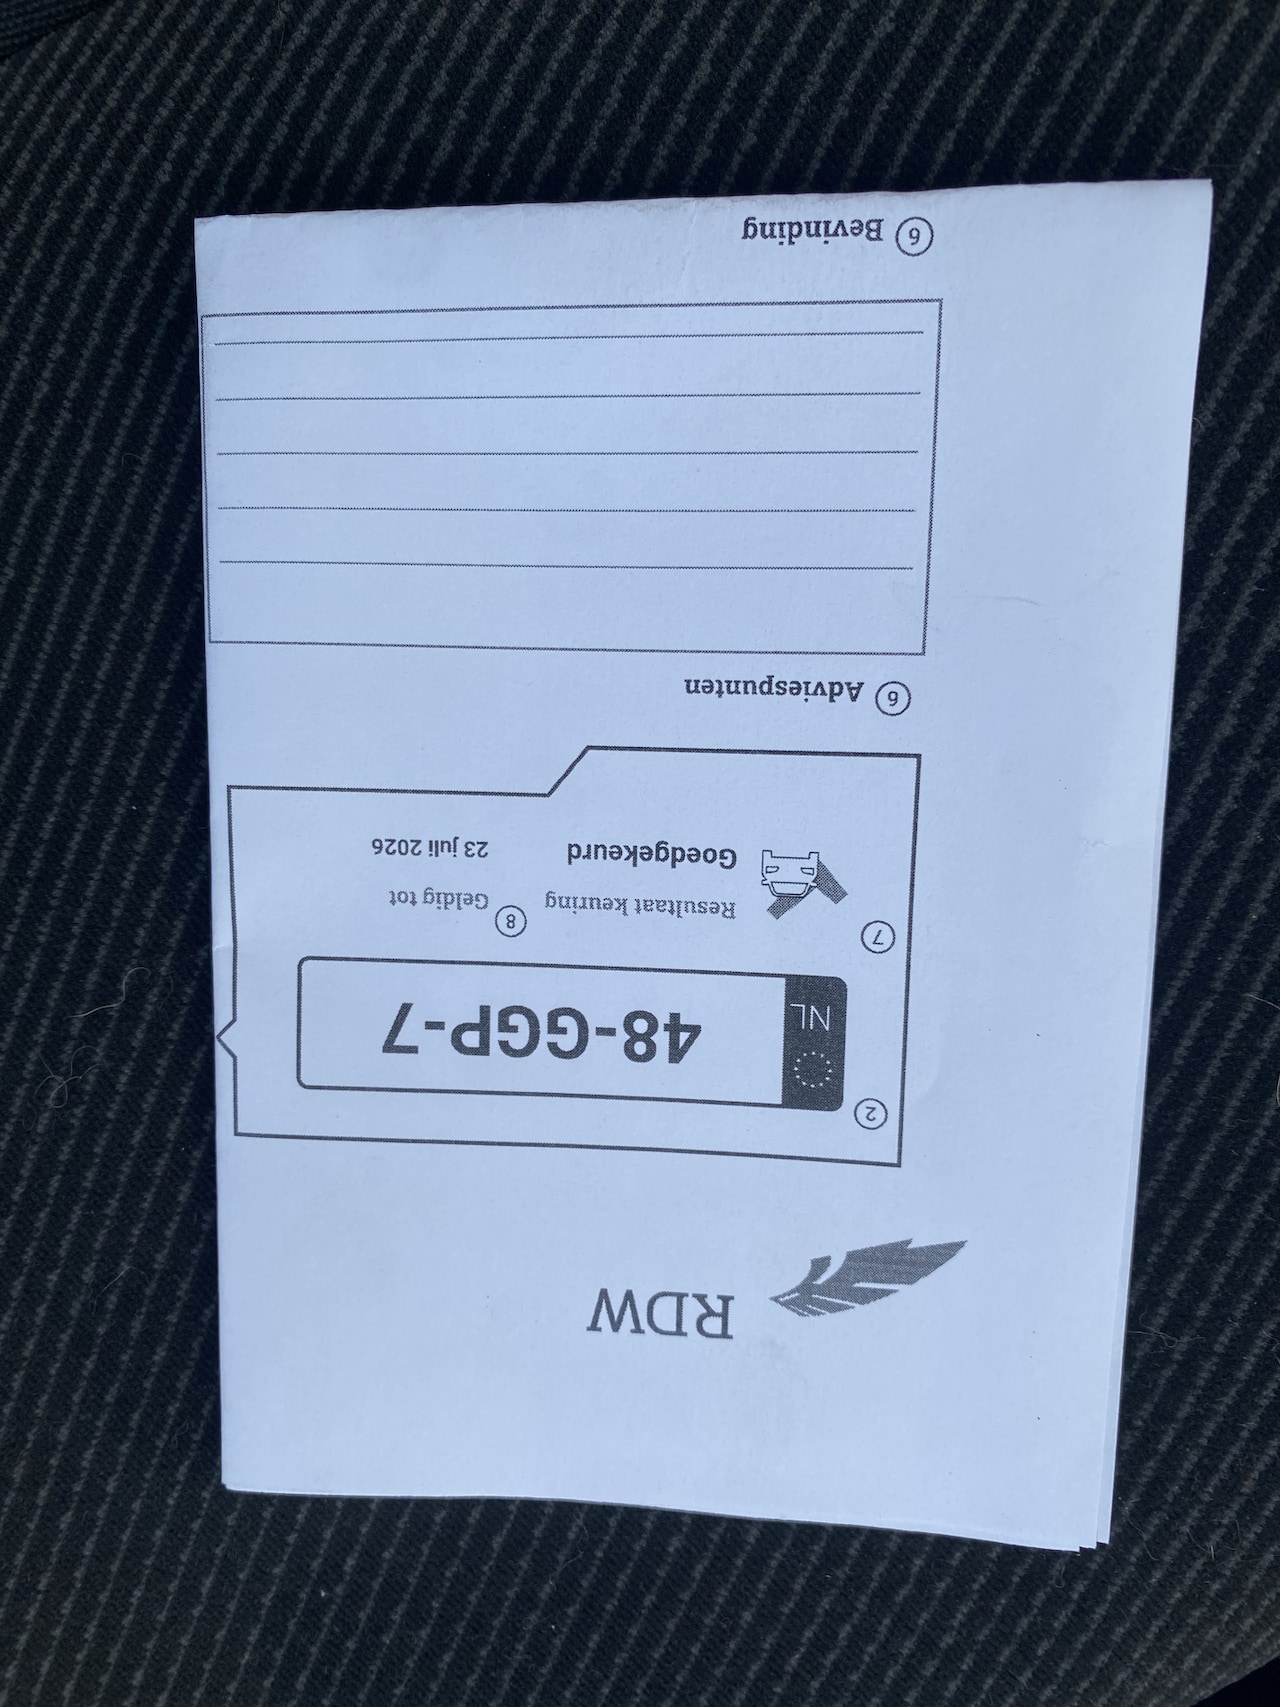 RDW
2
NL 48-GGP-7
7 Resultaat keuring 8 Geldig tot
Goedgekeurd 23 juli 2026
6 Adviespunten
6 Bevinding